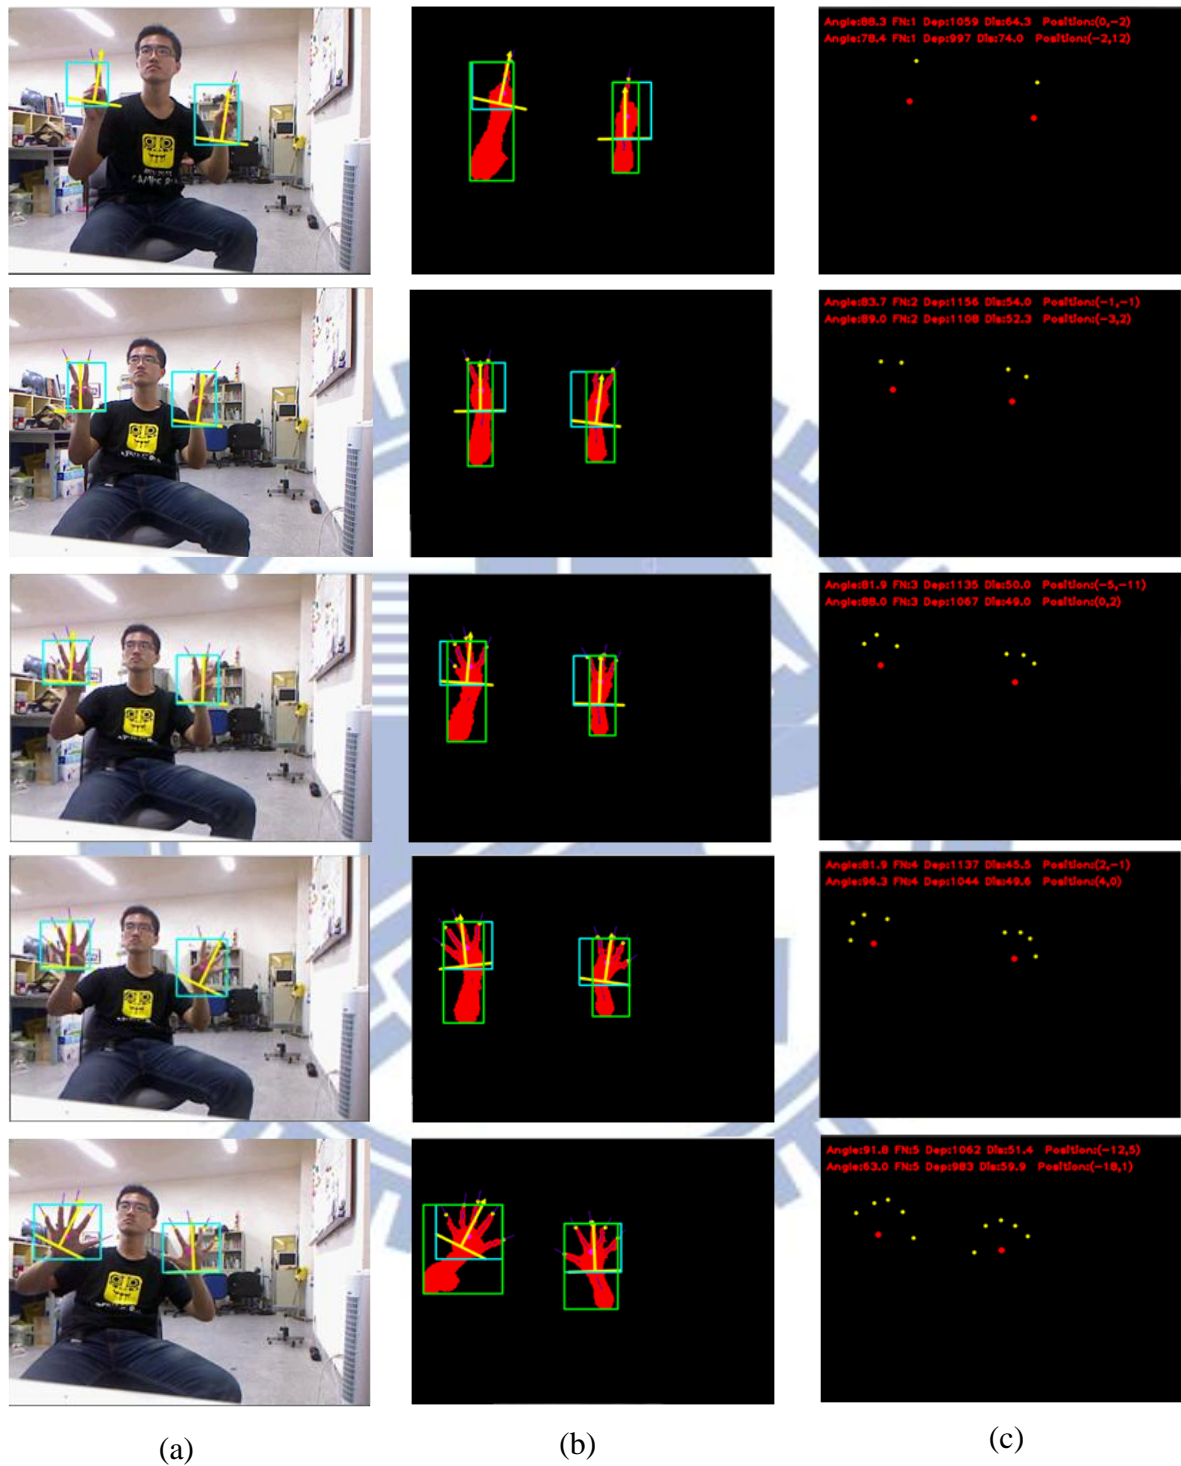 Angle:88.3 FN:1 Dep:1059 Dis:64.3 Position:(0,-2)
Angle:78.4 FN:1 Dep:997 Dis:74.0 Position:(-2,12)
Angle:83.7 FN:2 Dep:1156 Dis:54.0 Position:(-1,-1)
Angle:89.0 FN:2 Dep:1108 Dis:52.3 Position:(-3,2)
Angle:81.9 FN:3 Dep:1135 Dis:50.0 Position:(-5,-11)
Angle:88.0 FN:3 Dep:1067 Dis:49.0 Position:(0,2)
Angle:81.9 FN:4 Dep:1137 Dis:45.5 Position:(2,-1)
Angle:96.3 FN:4 Dep:1044 Dis:49.6 Position:(4,0)
Angle:91.8 FN:5 Dep:1062 Dis:51.4 Position:(-12,5)
Angle:63.0 FN:5 Dep:983 Dis:59.9 Position:(-18,1)
(a) (b) (c)